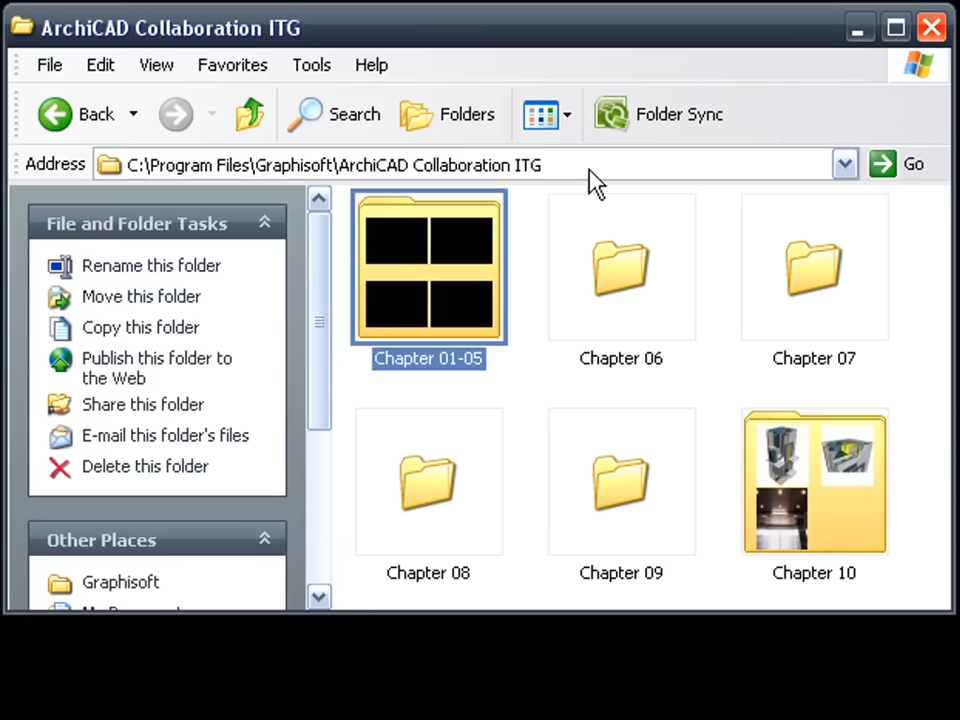 ArchiCAD Collaboration ITG
File Edit View Favorites Tools Help
Back Search Folders Folder Sync
Address C:\Program Files\Graphisoft\ArchiCAD Collaboration ITG Go
File and Folder Tasks
Rename this folder
Move this folder
Copy this folder
Publish this folder to
the Web
Share this folder
E-mail this folder's files
Delete this folder
Other Places
Graphisoft
Chapter 01-05 Chapter 06 Chapter 07
Chapter 08 Chapter 09 Chapter 10